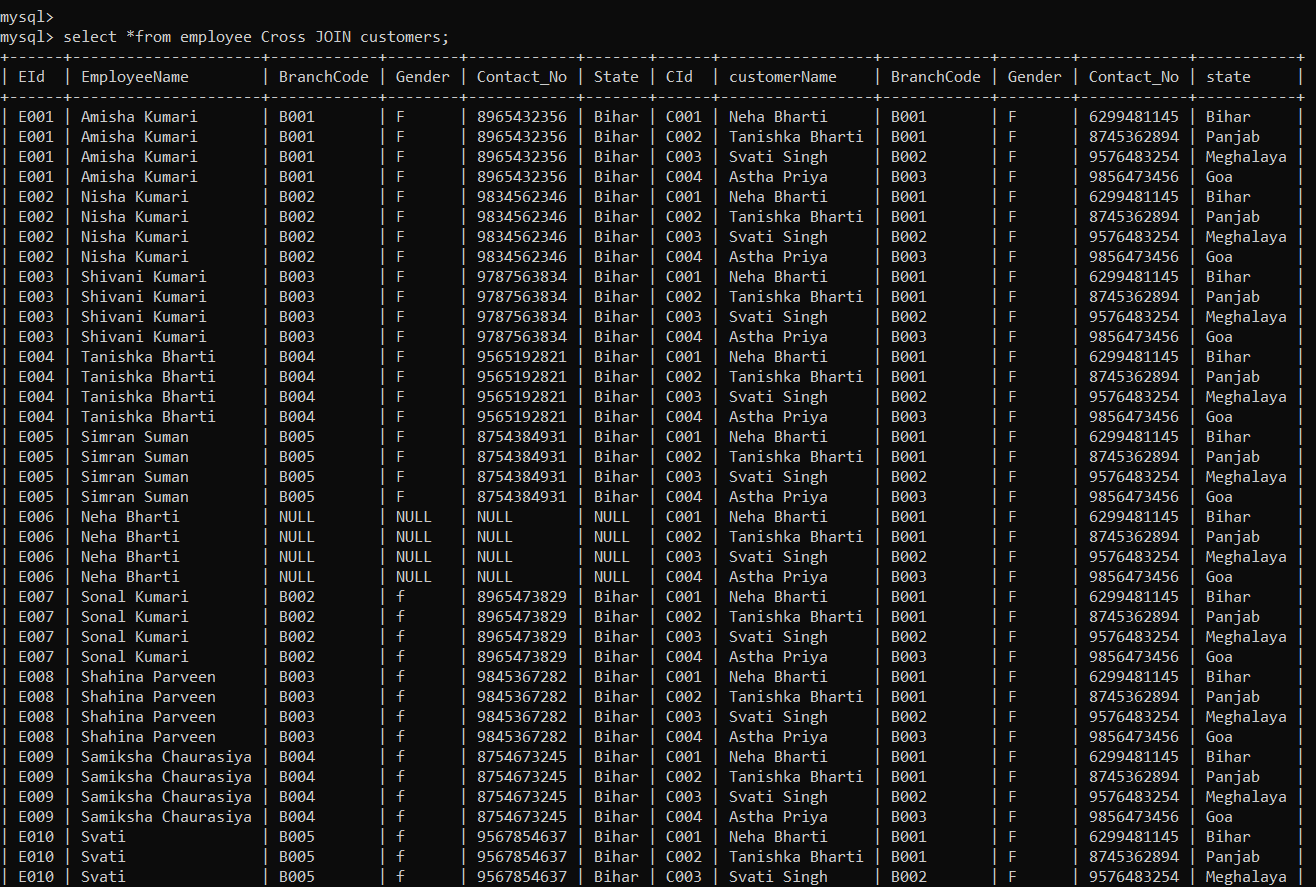 mysql>
mysql> select *from employee Cross JOIN customers;
+------+---------------------+------------+--------+------------+-------+------+-----------------+------------+--------+------------+-----------+
| EId  | EmployeeName        | BranchCode | Gender | Contact_No | State | CId  | customerName    | BranchCode | Gender | Contact_No | state     |
+------+---------------------+------------+--------+------------+-------+------+-----------------+------------+--------+------------+-----------+
| E001 | Amisha Kumari       | B001       | F      | 8965432356 | Bihar | C001 | Neha Bharti     | B001       | F      | 6299481145 | Bihar     |
| E001 | Amisha Kumari       | B001       | F      | 8965432356 | Bihar | C002 | Tanishka Bharti | B001       | F      | 8745362894 | Panjab    |
| E001 | Amisha Kumari       | B001       | F      | 8965432356 | Bihar | C003 | Svati Singh     | B002       | F      | 9576483254 | Meghalaya |
| E001 | Amisha Kumari       | B001       | F      | 8965432356 | Bihar | C004 | Astha Priya     | B003       | F      | 9856473456 | Goa       |
| E002 | Nisha Kumari        | B002       | F      | 9834562346 | Bihar | C001 | Neha Bharti     | B001       | F      | 6299481145 | Bihar     |
| E002 | Nisha Kumari        | B002       | F      | 9834562346 | Bihar | C002 | Tanishka Bharti | B001       | F      | 8745362894 | Panjab    |
| E002 | Nisha Kumari        | B002       | F      | 9834562346 | Bihar | C003 | Svati Singh     | B002       | F      | 9576483254 | Meghalaya |
| E002 | Nisha Kumari        | B002       | F      | 9834562346 | Bihar | C004 | Astha Priya     | B003       | F      | 9856473456 | Goa       |
| E003 | Shivani Kumari      | B003       | F      | 9787563834 | Bihar | C001 | Neha Bharti     | B001       | F      | 6299481145 | Bihar     |
| E003 | Shivani Kumari      | B003       | F      | 9787563834 | Bihar | C002 | Tanishka Bharti | B001       | F      | 8745362894 | Panjab    |
| E003 | Shivani Kumari      | B003       | F      | 9787563834 | Bihar | C003 | Svati Singh     | B002       | F      | 9576483254 | Meghalaya |
| E003 | Shivani Kumari      | B003       | F      | 9787563834 | Bihar | C004 | Astha Priya     | B003       | F      | 9856473456 | Goa       |
| E004 | Tanishka Bharti     | B004       | F      | 9565192821 | Bihar | C001 | Neha Bharti     | B001       | F      | 6299481145 | Bihar     |
| E004 | Tanishka Bharti     | B004       | F      | 9565192821 | Bihar | C002 | Tanishka Bharti | B001       | F      | 8745362894 | Panjab    |
| E004 | Tanishka Bharti     | B004       | F      | 9565192821 | Bihar | C003 | Svati Singh     | B002       | F      | 9576483254 | Meghalaya |
| E004 | Tanishka Bharti     | B004       | F      | 9565192821 | Bihar | C004 | Astha Priya     | B003       | F      | 9856473456 | Goa       |
| E005 | Simran Suman        | B005       | F      | 8754384931 | Bihar | C001 | Neha Bharti     | B001       | F      | 6299481145 | Bihar     |
| E005 | Simran Suman        | B005       | F      | 8754384931 | Bihar | C002 | Tanishka Bharti | B001       | F      | 8745362894 | Panjab    |
| E005 | Simran Suman        | B005       | F      | 8754384931 | Bihar | C003 | Svati Singh     | B002       | F      | 9576483254 | Meghalaya |
| E005 | Simran Suman        | B005       | F      | 8754384931 | Bihar | C004 | Astha Priya     | B003       | F      | 9856473456 | Goa       |
| E006 | Neha Bharti         | NULL       | NULL   | NULL       | NULL  | C001 | Neha Bharti     | B001       | F      | 6299481145 | Bihar     |
| E006 | Neha Bharti         | NULL       | NULL   | NULL       | NULL  | C002 | Tanishka Bharti | B001       | F      | 8745362894 | Panjab    |
| E006 | Neha Bharti         | NULL       | NULL   | NULL       | NULL  | C003 | Svati Singh     | B002       | F      | 9576483254 | Meghalaya |
| E006 | Neha Bharti         | NULL       | NULL   | NULL       | NULL  | C004 | Astha Priya     | B003       | F      | 9856473456 | Goa       |
| E007 | Sonal Kumari        | B002       | f      | 8965473829 | Bihar | C001 | Neha Bharti     | B001       | F      | 6299481145 | Bihar     |
| E007 | Sonal Kumari        | B002       | f      | 8965473829 | Bihar | C002 | Tanishka Bharti | B001       | F      | 8745362894 | Panjab    |
| E007 | Sonal Kumari        | B002       | f      | 8965473829 | Bihar | C003 | Svati Singh     | B002       | F      | 9576483254 | Meghalaya |
| E007 | Sonal Kumari        | B002       | f      | 8965473829 | Bihar | C004 | Astha Priya     | B003       | F      | 9856473456 | Goa       |
| E008 | Shahina Parveen     | B003       | f      | 9845367282 | Bihar | C001 | Neha Bharti     | B001       | F      | 6299481145 | Bihar     |
| E008 | Shahina Parveen     | B003       | f      | 9845367282 | Bihar | C002 | Tanishka Bharti | B001       | F      | 8745362894 | Panjab    |
| E008 | Shahina Parveen     | B003       | f      | 9845367282 | Bihar | C003 | Svati Singh     | B002       | F      | 9576483254 | Meghalaya |
| E008 | Shahina Parveen     | B003       | f      | 9845367282 | Bihar | C004 | Astha Priya     | B003       | F      | 9856473456 | Goa       |
| E009 | Samiksha Chaurasiya | B004       | f      | 8754673245 | Bihar | C001 | Neha Bharti     | B001       | F      | 6299481145 | Bihar     |
| E009 | Samiksha Chaurasiya | B004       | f      | 8754673245 | Bihar | C002 | Tanishka Bharti | B001       | F      | 8745362894 | Panjab    |
| E009 | Samiksha Chaurasiya | B004       | f      | 8754673245 | Bihar | C003 | Svati Singh     | B002       | F      | 9576483254 | Meghalaya |
| E009 | Samiksha Chaurasiya | B004       | f      | 8754673245 | Bihar | C004 | Astha Priya     | B003       | F      | 9856473456 | Goa       |
| E010 | Svati               | B005       | f      | 9567854637 | Bihar | C001 | Neha Bharti     | B001       | F      | 6299481145 | Bihar     |
| E010 | Svati               | B005       | f      | 9567854637 | Bihar | C002 | Tanishka Bharti | B001       | F      | 8745362894 | Panjab    |
| E010 | Svati               | B005       | f      | 9567854637 | Bihar | C003 | Svati Singh     | B002       | F      | 9576483254 | Meghalaya |